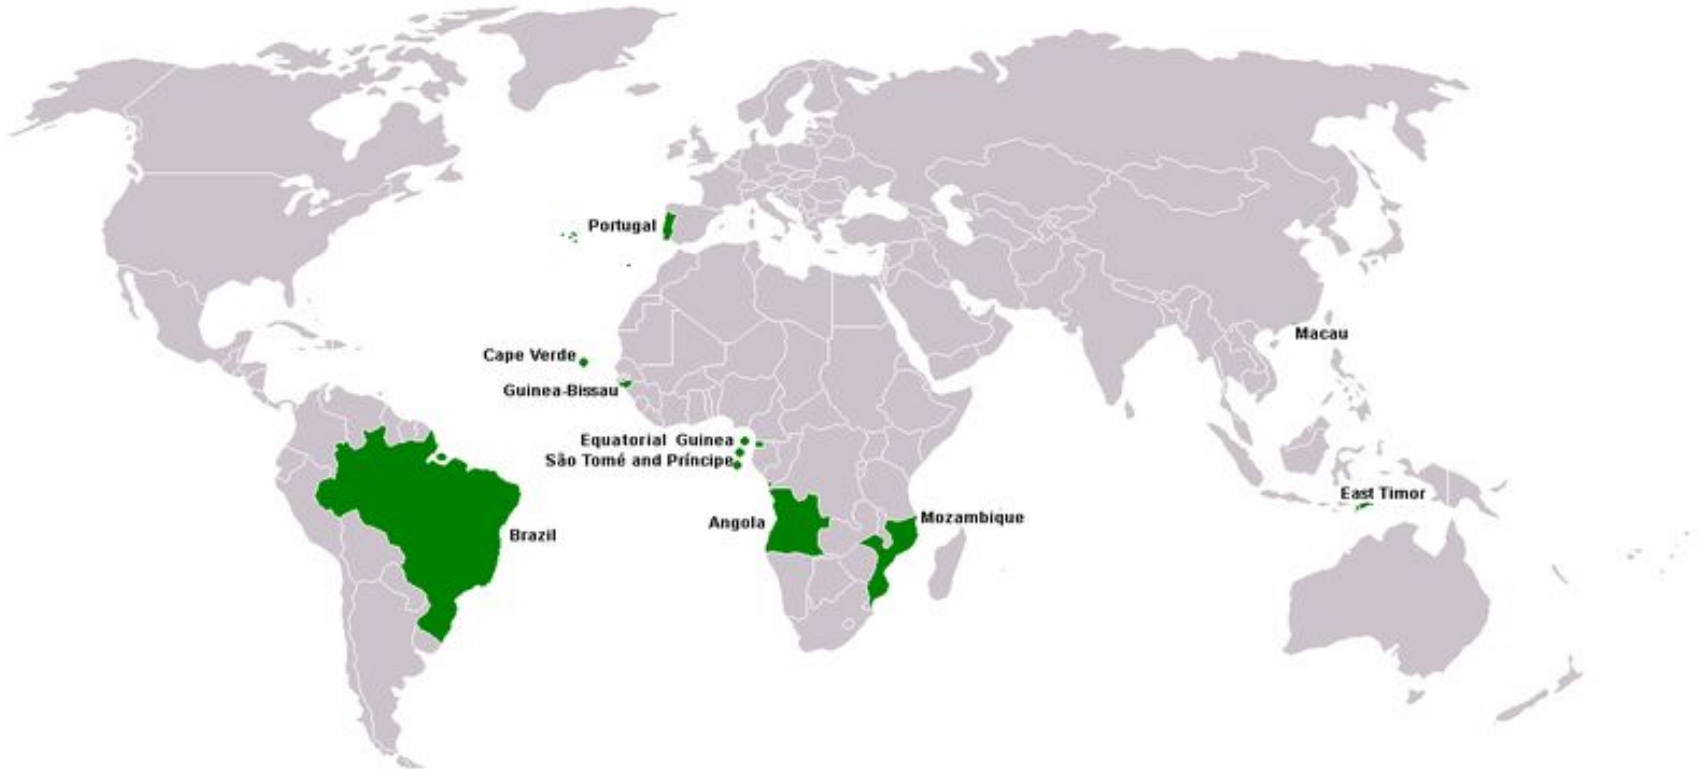 Portugal
Macau
Cape Verde
Guinea-Bissau
Equatorial Guinea
São Tomé and Príncipe
East Timor
Angola
Mozambique
Brazil